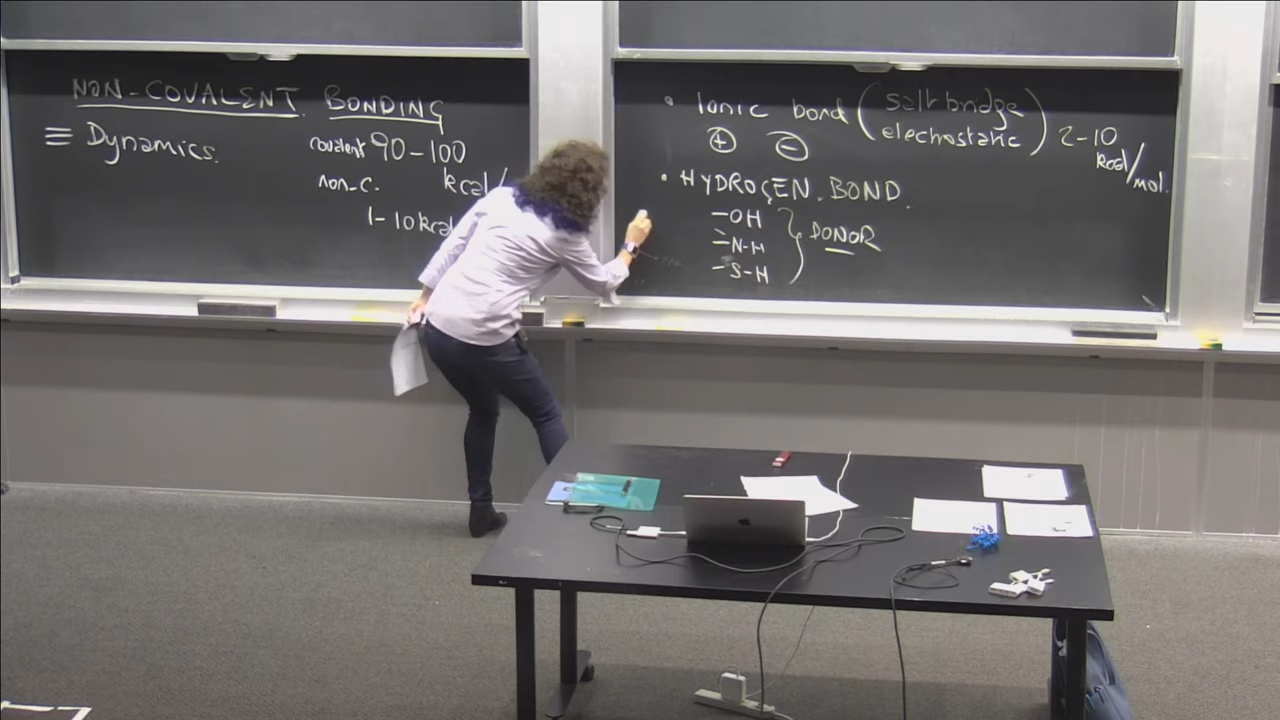 NON-COVALENT BONDING
≡ Dynamics.
covalent 90-100
kcal/
non-c.
1-10 kcal
• Ionic bond (salt bridge
electrostatic) 2-10
kcal/mol.
⊕ ⊖
• HYDROGEN. BOND.
-OH
-N-H
-S-H
} DONOR